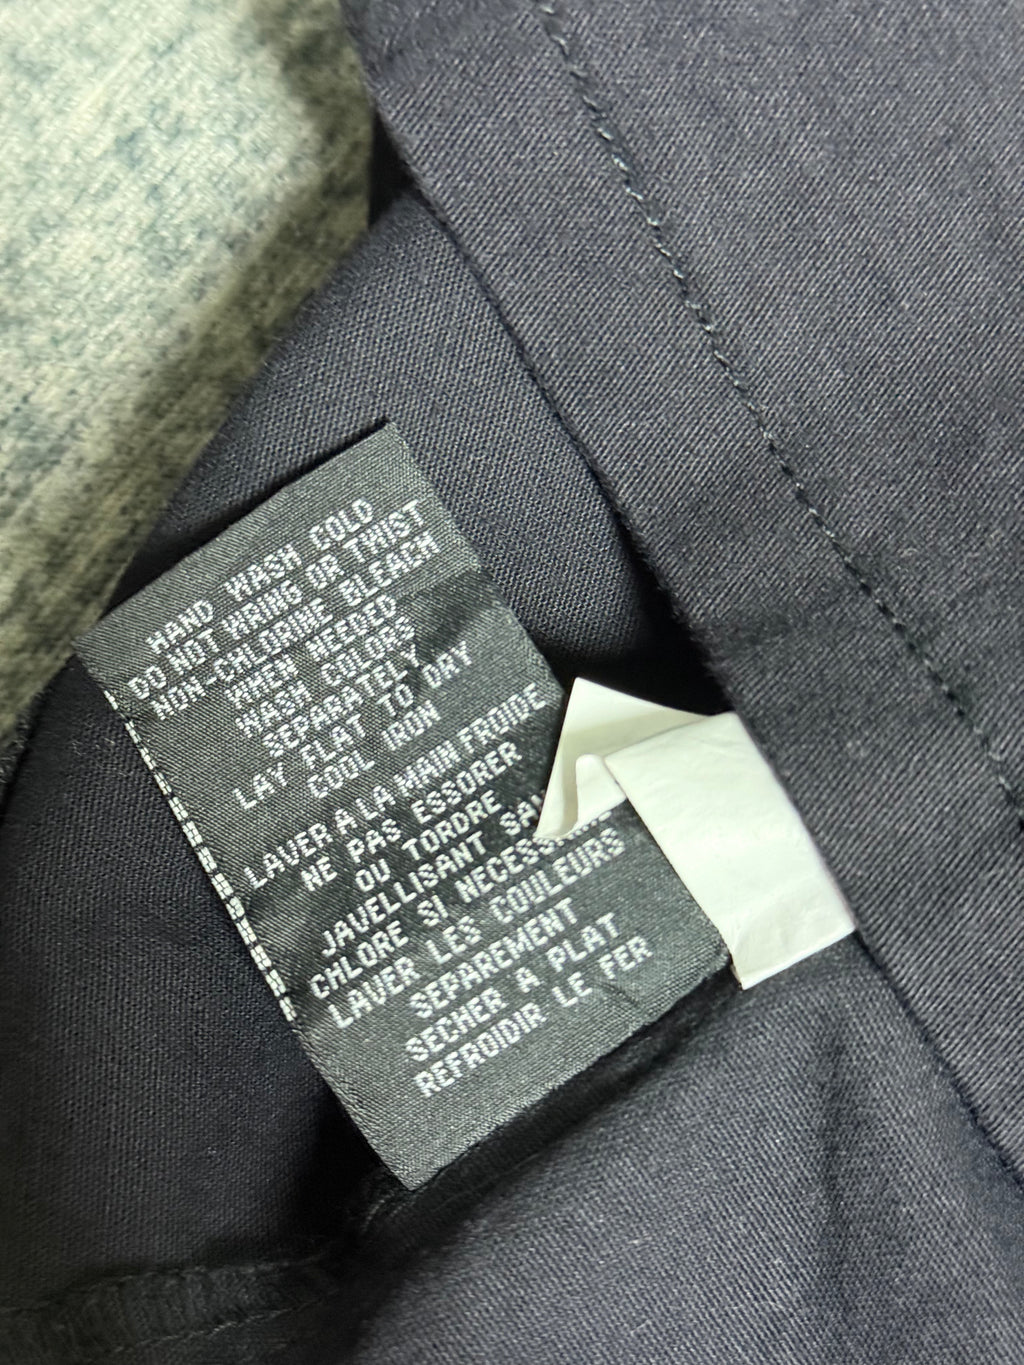 HAND WASH COLD
DO NOT WRING OR TWIST
NON-CHLORINE BLEACH
WHEN NEEDED
WASH COLORS
SEPARATELY
LAY FLAT TO DRY
COOL IRON
LAVER A LA MAIN FROIDE
NE PAS ESSORER
OU TORDRE
JAVELLISANT
CHLORE SI
LAVER LES COULEURS
SEPAREMENT
SECHER A PLAT
REFROIDIR LE FER